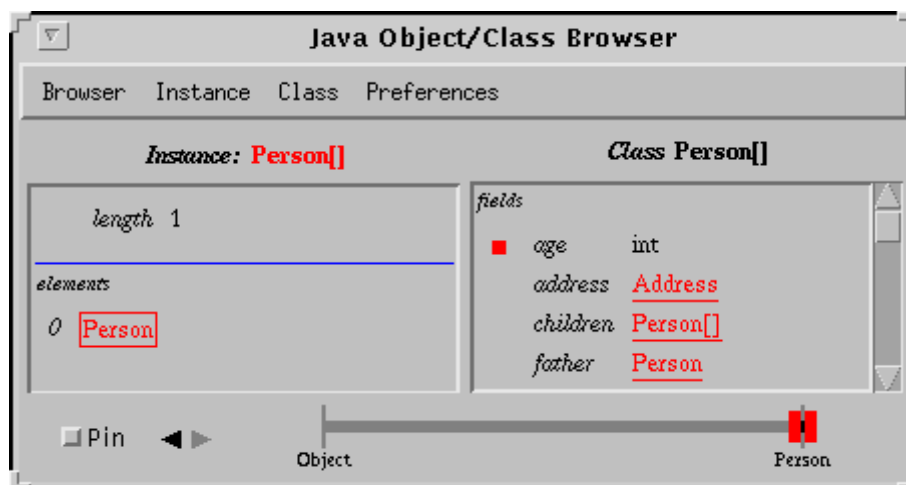 Java Object/Class Browser
Browser Instance Class Preferences
Instance: Person[]
Class Person[]
length 1
elements
0 Person
fields
age int
address Address
children Person[]
father Person
Pin
Object
Person